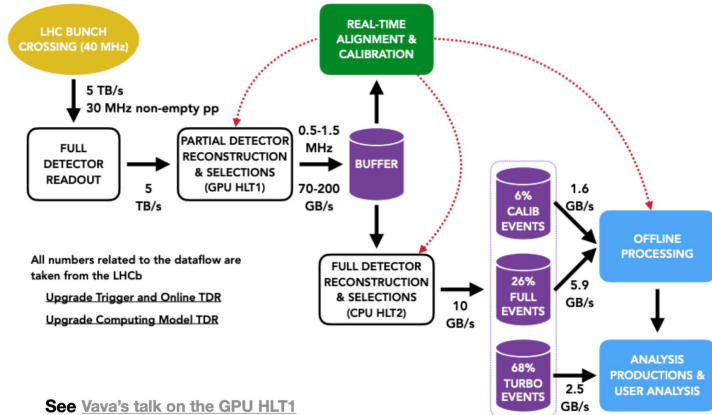 LHC BUNCH
CROSSING (40 MHz)
REAL-TIME
ALIGNMENT &
CALIBRATION
5 TB/s
30 MHz non-empty pp
FULL
DETECTOR
READOUT
5
TB/s
PARTIAL DETECTOR
RECONSTRUCTION
& SELECTIONS
(GPU HLT1)
0.5-1.5
MHz
70-200
GB/s
BUFFER
6%
CALIB
EVENTS
1.6
GB/s
OFFLINE
PROCESSING
All numbers related to the dataflow are
taken from the LHCb
Upgrade Trigger and Online TDR
Upgrade Computing Model TDR
FULL DETECTOR
RECONSTRUCTION
& SELECTIONS
(CPU HLT2)
10
GB/s
26%
FULL
EVENTS
5.9
GB/s
68%
TURBO
EVENTS
2.5
GB/s
ANALYSIS
PRODUCTIONS &
USER ANALYSIS
See Vava's talk on the GPU HLT1